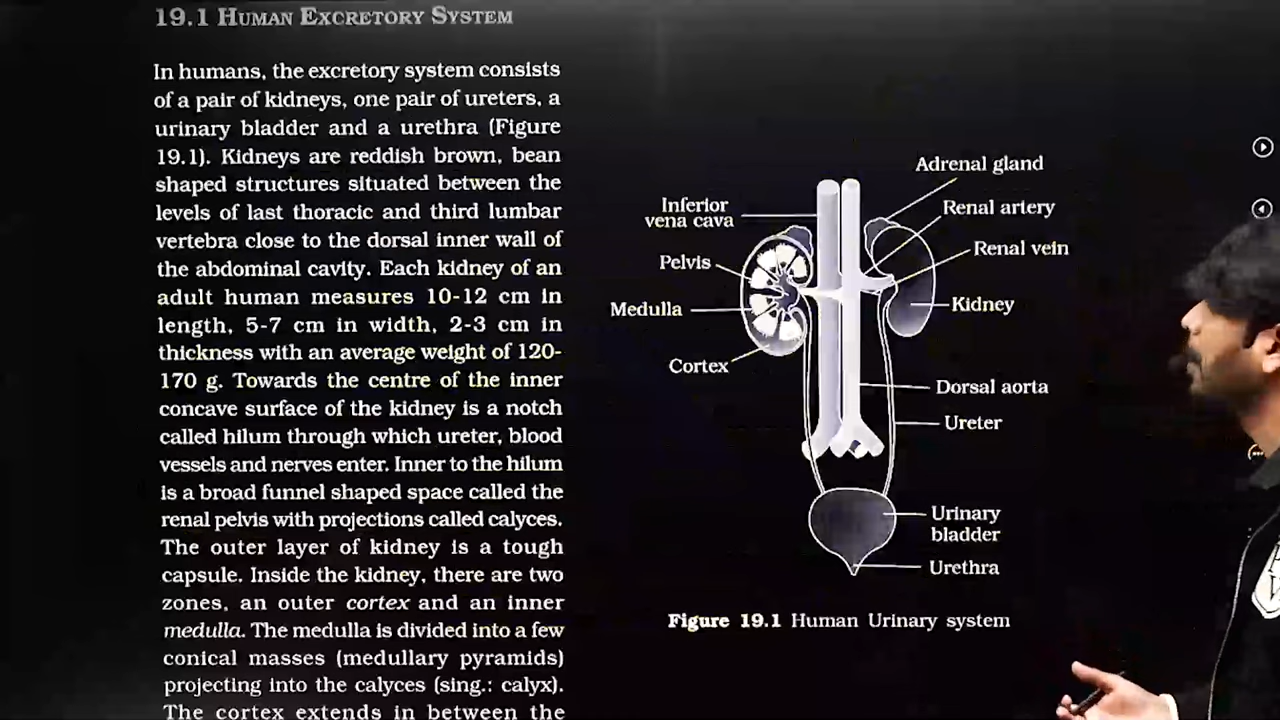 19.1 HUMAN EXCRETORY SYSTEM
In humans, the excretory system consists
of a pair of kidneys, one pair of ureters, a
urinary bladder and a urethra (Figure
19.1). Kidneys are reddish brown, bean
shaped structures situated between the
levels of last thoracic and third lumbar
vertebra close to the dorsal inner wall of
the abdominal cavity. Each kidney of an
adult human measures 10-12 cm in
length, 5-7 cm in width, 2-3 cm in
thickness with an average weight of 120-
170 g. Towards the centre of the inner
concave surface of the kidney is a notch
called hilum through which ureter, blood
vessels and nerves enter. Inner to the hilum
is a broad funnel shaped space called the
renal pelvis with projections called calyces.
The outer layer of kidney is a tough
capsule. Inside the kidney, there are two
zones, an outer cortex and an inner
medulla. The medulla is divided into a few
conical masses (medullary pyramids)
projecting into the calyces (sing.: calyx).
The cortex extends in between the
Adrenal gland
Inferior
vena cava
Renal artery
Renal vein
Pelvis
Medulla
Kidney
Cortex
Dorsal aorta
Ureter
Urinary
bladder
Urethra
Figure 19.1 Human Urinary system